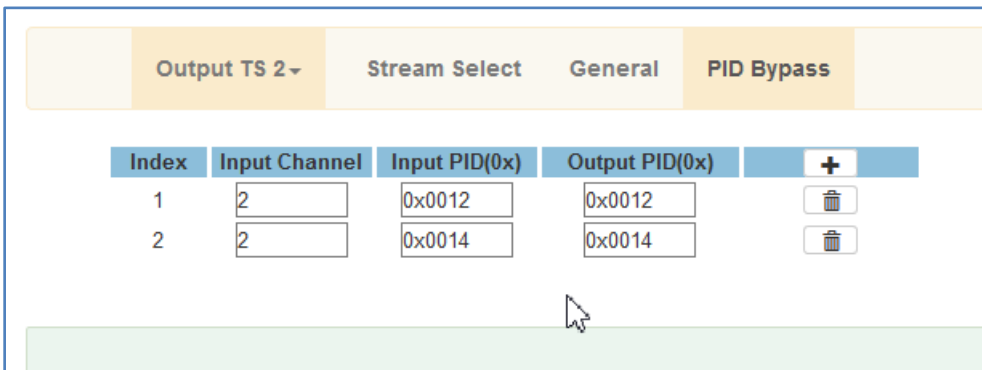 Output TS 2 Stream Select General PID Bypass
Index Input Channel Input PID(0x) Output PID(0x) +
1 2 0x0012 0x0012
2 2 0x0014 0x0014